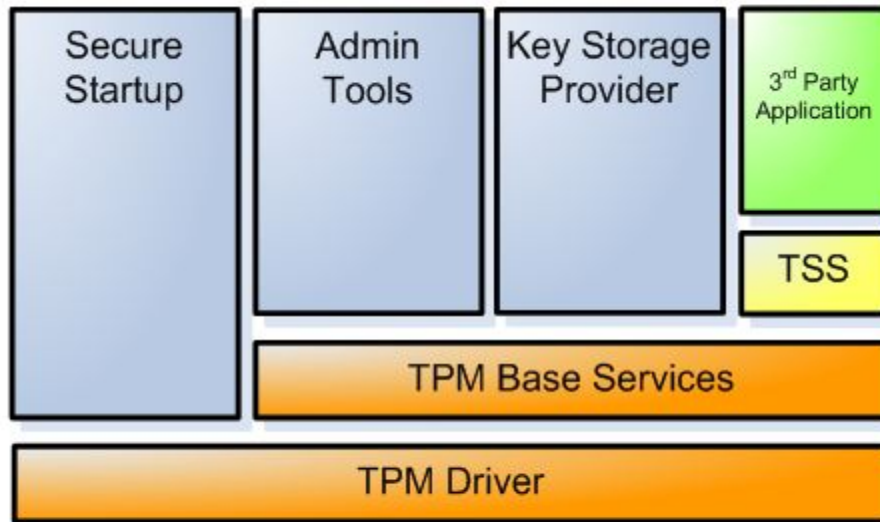 Secure
Startup
Admin
Tools
Key Storage
Provider
3rd Party
Application
TSS
TPM Base Services
TPM Driver